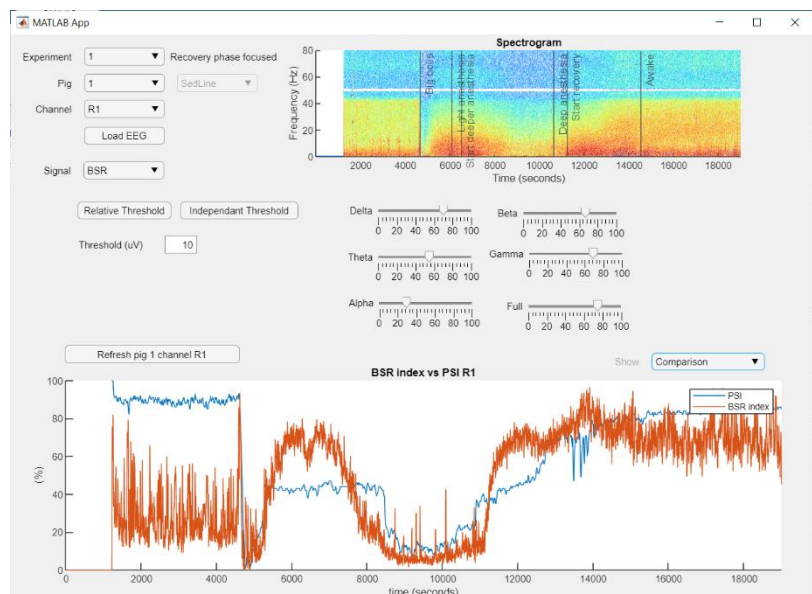 MATLAB App
Experiment 1 Recovery phase focused
Pig 1 SedLine
Channel R1
Load EEG
Signal BSR
Relative Threshold Independant Threshold
Threshold (uV) 10
Spectrogram
Frequency (Hz)
80
60
40
20
0
Light anesthesia
Start deeper anesthesia
Deep anesthesia
Start recovery
Awake
2000 4000 6000 8000 10000 12000 14000 16000 18000
Time (seconds)
Delta
0 20 40 60 80 100
Beta
0 20 40 60 80 100
Theta
0 20 40 60 80 100
Gamma
0 20 40 60 80 100
Alpha
0 20 40 60 80 100
Full
0 20 40 60 80 100
Refresh pig 1 channel R1
Show Comparison
BSR index vs PSI R1
(%)
100
80
60
40
20
0
PSI
BSR index
0 2000 4000 6000 8000 10000 12000 14000 16000 18000
time (seconds)